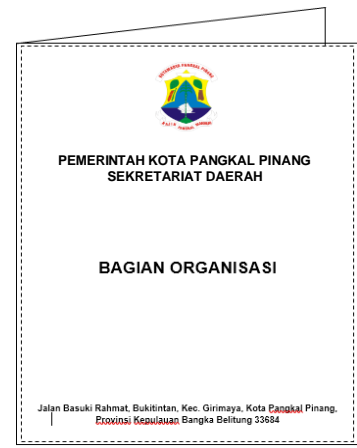 PEMERINTAH KOTA PANGKAL PINANG
SEKRETARIAT DAERAH
BAGIAN ORGANISASI
Jalan Basuki Rahmat, Bukitintan, Kec. Girimaya, Kota Pangkal Pinang,
Provinsi Kepulauan Bangka Belitung 33684